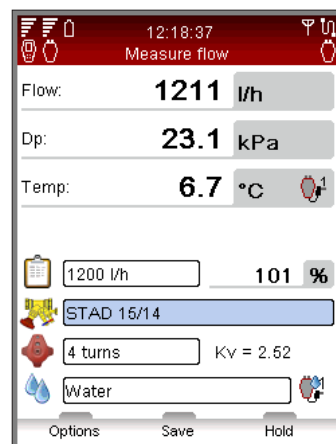 12:18:37
Measure flow
Flow: 1211 l/h
Dp: 23.1 kPa
Temp: 6.7 °C 1
1200 l/h 101 %
STAD 15/14
4 turns Kv = 2.52
Water
Options Save Hold